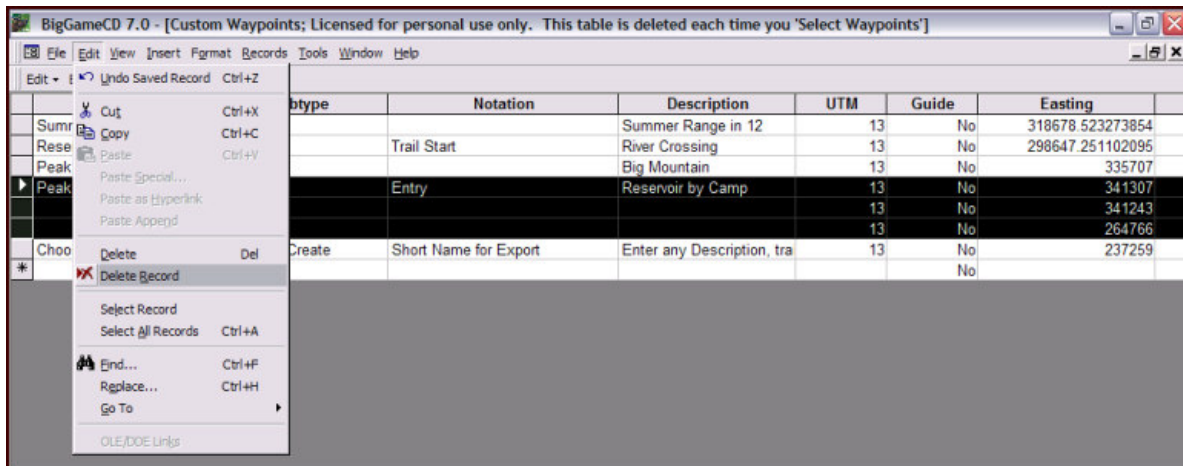 BigGameCD 7.0 - [Custom Waypoints; Licensed for personal use only. This table is deleted each time you 'Select Waypoints']
File Edit View Insert Format Records Tools Window Help
Edit
Undo Saved Record Ctrl+Z
Cut Ctrl+X
Copy Ctrl+C
Paste Ctrl+V
Paste Special...
Paste as Hyperlink
Paste Append
Delete Del
Delete Record
Select Record
Select All Records Ctrl+A
Find... Ctrl+F
Replace... Ctrl+H
Go To
OLE/DDE Links
btype Notation Description UTM Guide Easting
Summ Summer Range in 12 13 No 318678.523273854
Rese Trail Start River Crossing 13 No 298647.251102095
Peak Big Mountain 13 No 335707
Peak Entry Reservoir by Camp 13 No 341307
13 No 341243
13 No 264766
Choo Create Short Name for Export Enter any Description, tra 13 No 237259
* No